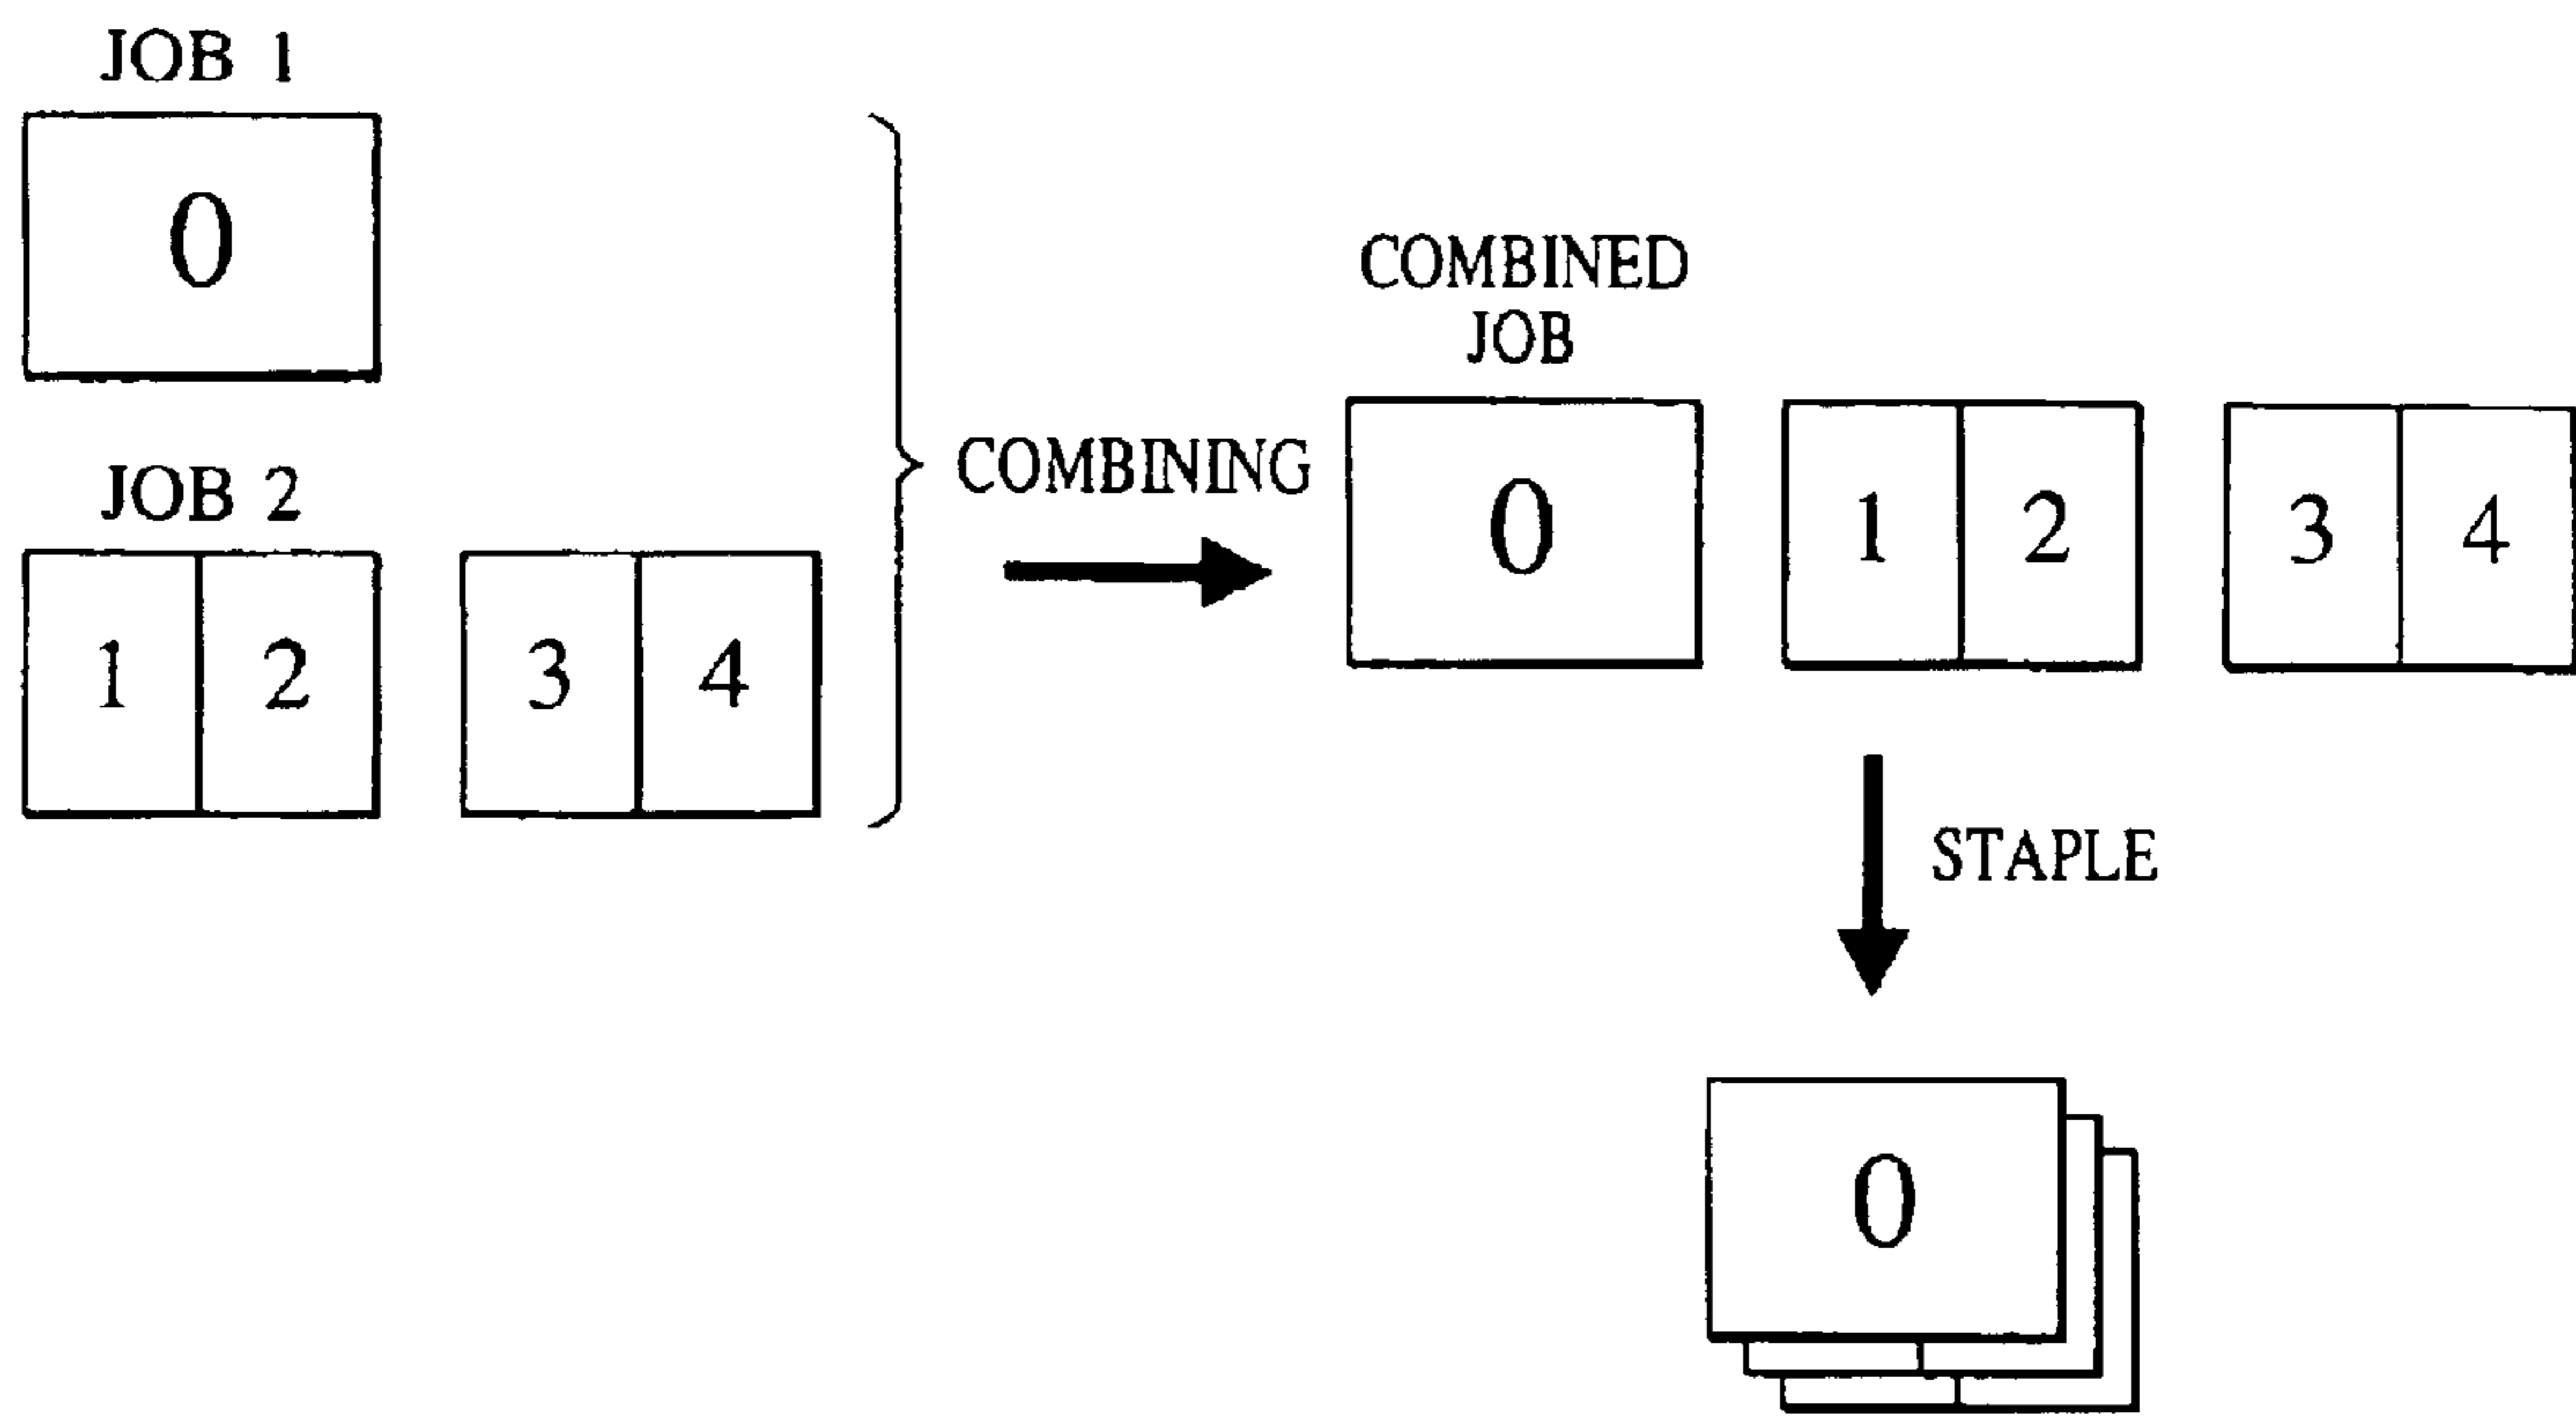 JOB 1
0
JOB 2
1 2 3 4
COMBINING
COMBINED
JOB
0 1 2 3 4
STAPLE
0